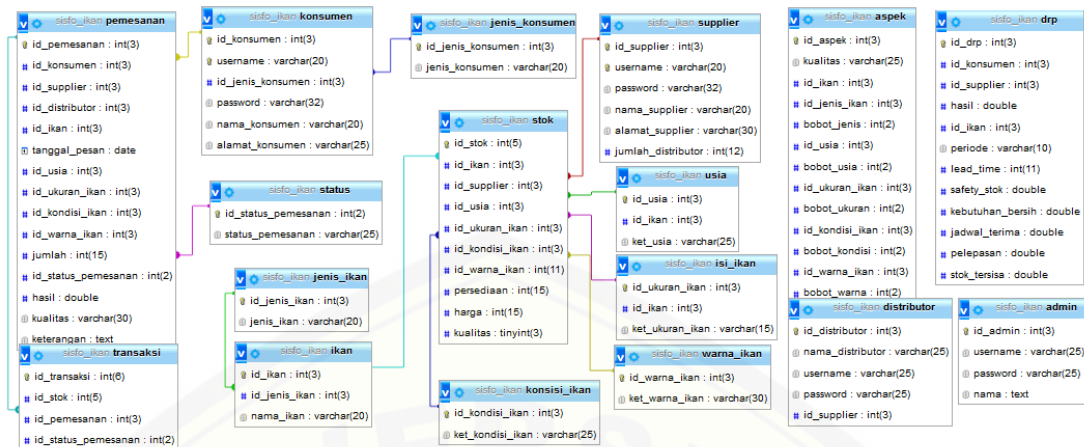 sisfo_ikan pemesanan
id_pemesanan : int(3)
id_konsumen : int(3)
id_supplier : int(3)
id_distributor : int(3)
id_ikan : int(3)
tanggal_pesan : date
id_usia : int(3)
id_ukuran_ikan : int(3)
id_kondisi_ikan : int(3)
id_warna_ikan : int(3)
jumlah : int(15)
id_status_pemesanan : int(2)
hasil : double
kualitas : varchar(30)
keterangan : text
sisfo_ikan transaksi
id_transaksi : int(6)
id_stok : int(5)
id_pemesanan : int(3)
id_status_pemesanan : int(2)
sisfo_ikan konsumen
id_konsumen : int(3)
username : varchar(20)
id_jenis_konsumen : int(3)
password : varchar(32)
nama_konsumen : varchar(20)
alamat_konsumen : varchar(25)
sisfo_ikan status
id_status_pemesanan : int(2)
status_pemesanan : varchar(25)
sisfo_ikan jenis_ikan
id_jenis_ikan : int(3)
jenis_ikan : varchar(20)
sisfo_ikan ikan
id_ikan : int(3)
id_jenis_ikan : int(3)
nama_ikan : varchar(20)
sisfo_ikan jenis_konsumen
id_jenis_konsumen : int(3)
jenis_konsumen : varchar(20)
sisfo_ikan stok
id_stok : int(5)
id_ikan : int(3)
id_supplier : int(3)
id_usia : int(3)
id_ukuran_ikan : int(3)
id_kondisi_ikan : int(3)
id_warna_ikan : int(11)
persediaan : int(15)
harga : int(15)
kualitas : tinyint(3)
sisfo_ikan konsisi_ikan
id_kondisi_ikan : int(3)
ket_kondisi_ikan : varchar(25)
sisfo_ikan supplier
id_supplier : int(3)
username : varchar(20)
password : varchar(32)
nama_supplier : varchar(20)
alamat_supplier : varchar(30)
jumlah_distributor : int(12)
sisfo_ikan usia
id_usia : int(3)
id_ikan : int(3)
ket_usia : varchar(25)
sisfo_ikan isi_ikan
id_ukuran_ikan : int(3)
id_ikan : int(3)
ket_ukuran_ikan : varchar(15)
sisfo_ikan warna_ikan
id_warna_ikan : int(3)
ket_warna_ikan : varchar(30)
sisfo_ikan aspek
id_aspek : int(3)
kualitas : varchar(25)
id_ikan : int(3)
id_jenis_ikan : int(3)
bobot_jenis : int(2)
id_usia : int(3)
bobot_usia : int(2)
id_ukuran_ikan : int(3)
bobot_ukuran : int(2)
id_kondisi_ikan : int(3)
bobot_kondisi : int(2)
id_warna_ikan : int(3)
bobot_warna : int(2)
sisfo_ikan distributor
id_distributor : int(3)
nama_distributor : varchar(25)
username : varchar(25)
password : varchar(25)
id_supplier : int(3)
sisfo_ikan drp
id_drp : int(3)
id_konsumen : int(3)
id_supplier : int(3)
hasil : double
id_ikan : int(3)
periode : varchar(10)
lead_time : int(11)
safety_stok : double
kebutuhan_bersih : double
jadwal_terima : double
pelepasan : double
stok_tersisa : double
sisfo_ikan admin
id_admin : int(3)
username : varchar(25)
password : varchar(25)
nama : text